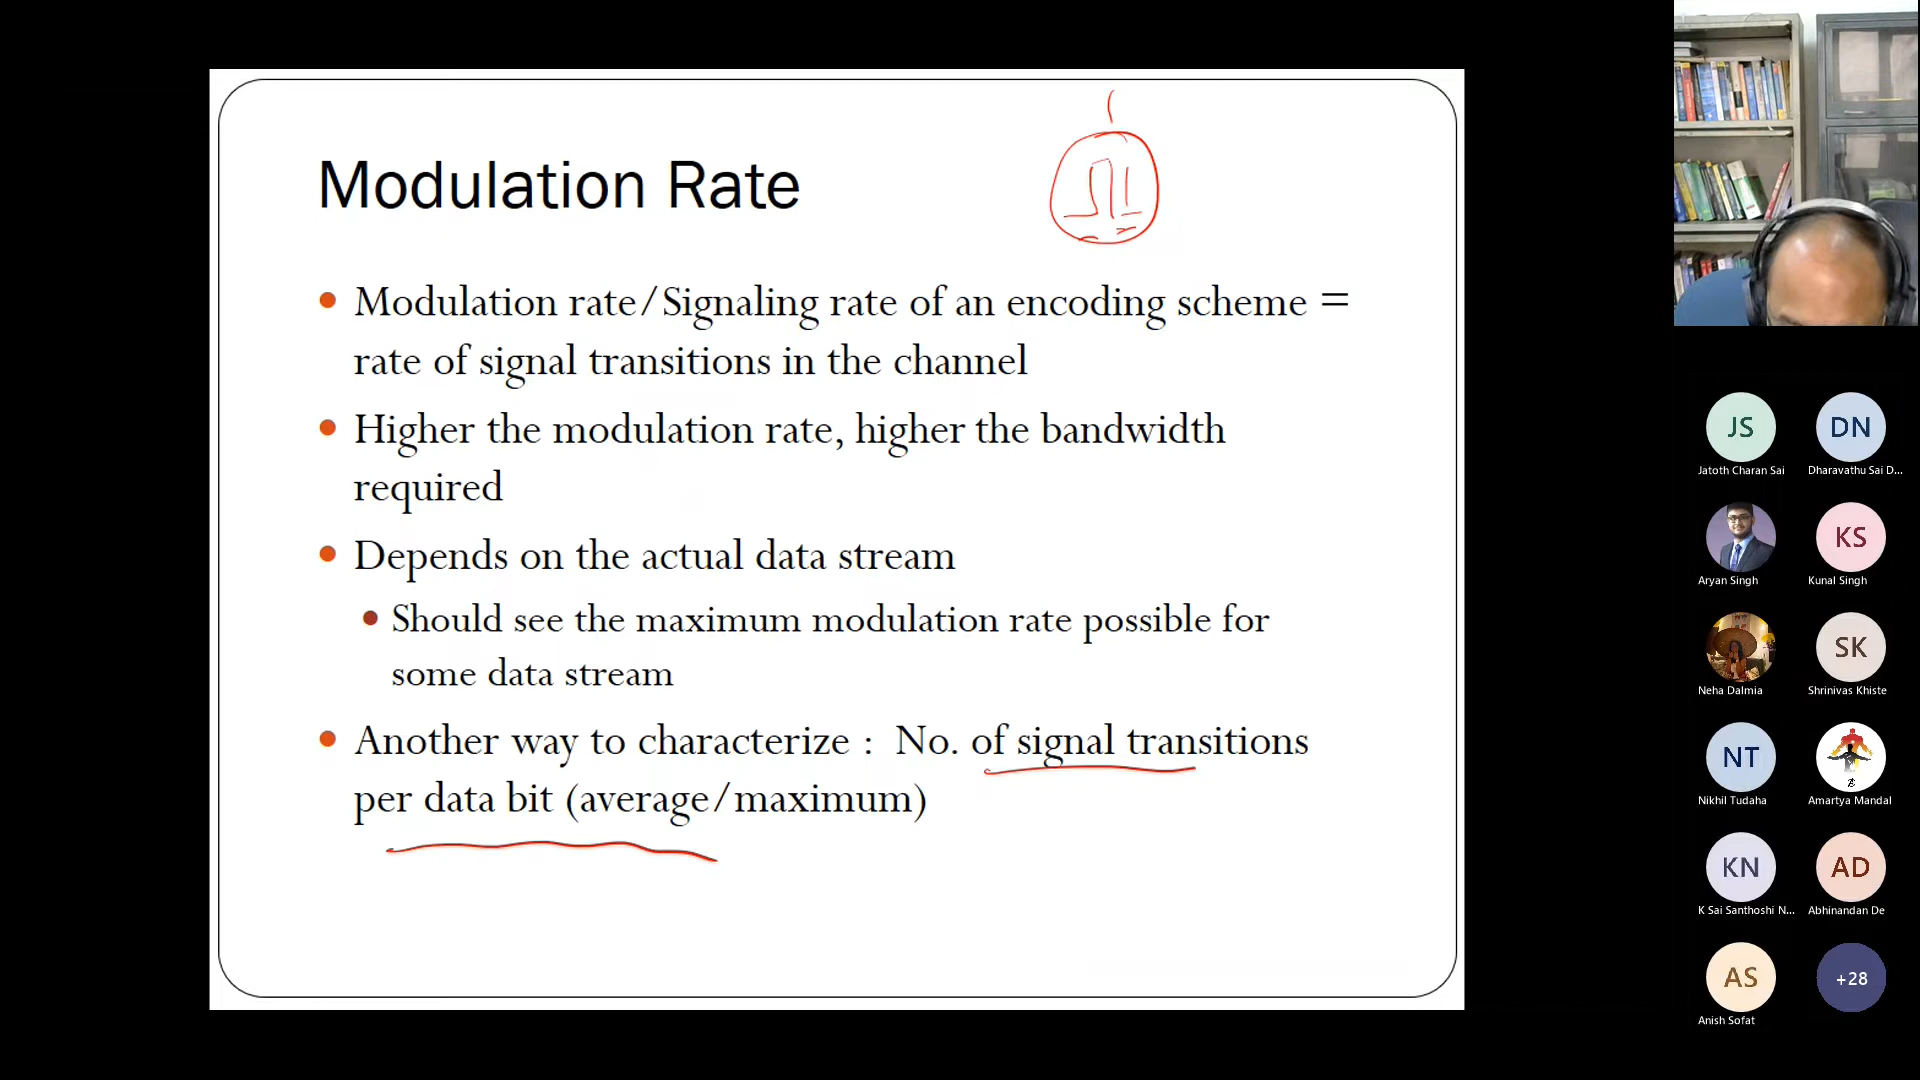 Modulation Rate
Modulation rate/Signaling rate of an encoding scheme =
rate of signal transitions in the channel
Higher the modulation rate, higher the bandwidth
required
Depends on the actual data stream
Should see the maximum modulation rate possible for
some data stream
Another way to characterize : No. of signal transitions
per data bit (average/maximum)
JS
Jatoth Charan Sai
DN
Dharavathu Sai D...
Aryan Singh
KS
Kunal Singh
Neha Dalmia
SK
Shrinivas Khiste
NT
Nikhil Tudaha
Amartya Mandal
KN
K Sai Santhoshi N...
AD
Abhinandan De
AS
Anish Sofat
+28